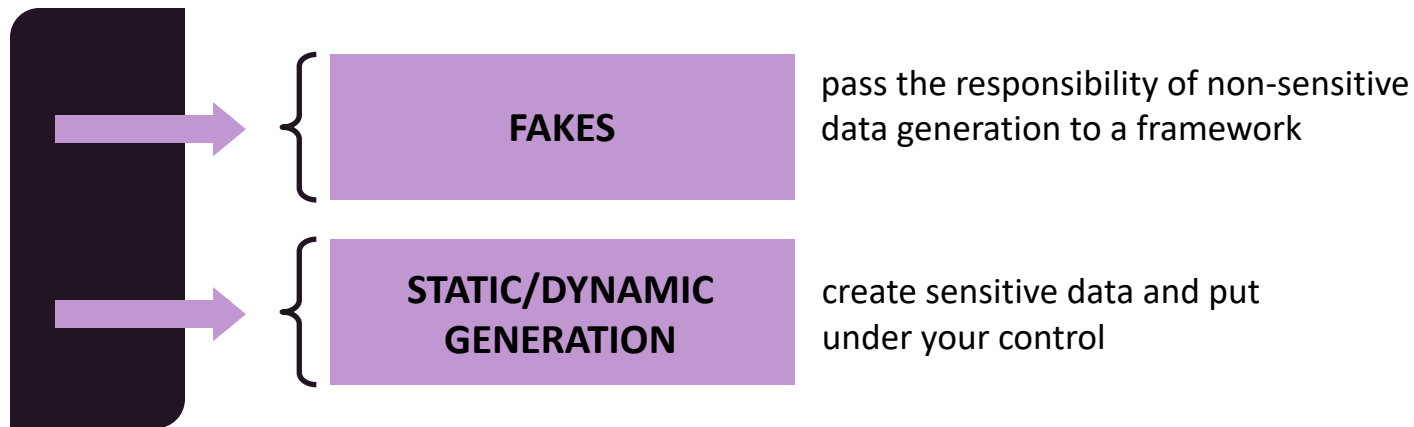 FAKES
pass the responsibility of non-sensitive
data generation to a framework
STATIC/DYNAMIC
GENERATION
create sensitive data and put
under your control